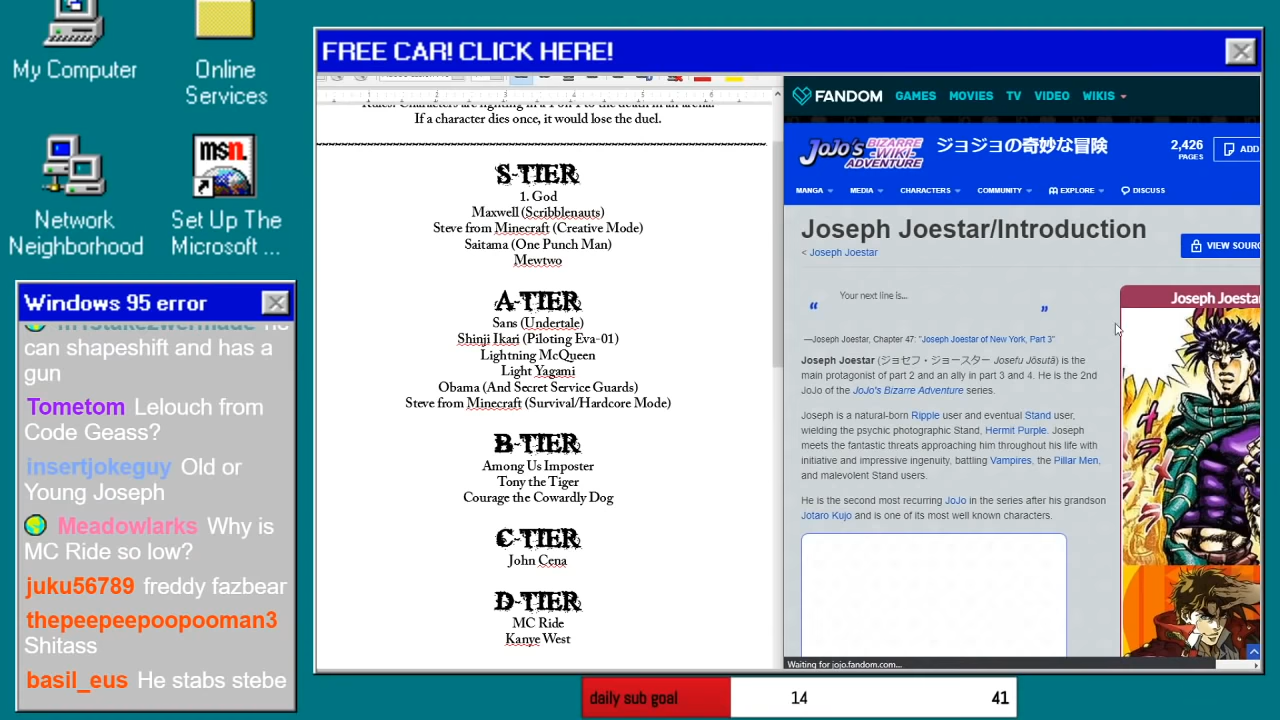 My Computer
Online
Services
Network
Neighborhood
msn.
Set Up The
Microsoft ...
Windows 95 error
can shapeshift and has a
gun
Tometom Lelouch from
Code Geass?
insertjokeguy Old or
Young Joseph
Meadowlarks Why is
MC Ride so low?
juku56789 freddy fazbear
thepeepeepoopooman3
Shitass
basil_eus He stabs stebe
FREE CAR! CLICK HERE!
If a character dies once, it would lose the duel.
S-TIER
1. God
Maxwell (Scribblenauts)
Steve from Minecraft (Creative Mode)
Saitama (One Punch Man)
Mewtwo
A-TIER
Sans (Undertale)
Shinji Ikari (Piloting Eva-01)
Lightning McQueen
Light Yagami
Obama (And Secret Service Guards)
Steve from Minecraft (Survival/Hardcore Mode)
B-TIER
Among Us Imposter
Tony the Tiger
Courage the Cowardly Dog
C-TIER
John Cena
D-TIER
MC Ride
Kanye West
FANDOM GAMES MOVIES TV VIDEO WIKIS
JoJo's BIZARRE WIKI ADVENTURE ジョジョの奇妙な冒険 2,426 PAGES ADD
MANGA MEDIA CHARACTERS COMMUNITY EXPLORE DISCUSS
Joseph Joestar/Introduction
< Joseph Joestar
VIEW SOURC
“ Your next line is... ”
—Joseph Joestar, Chapter 47: "Joseph Joestar of New York, Part 3"
Joseph Joestar (ジョセフ・ジョースター Josefu Jōsutā) is the
main protagonist of part 2 and an ally in part 3 and 4. He is the 2nd
JoJo of the JoJo's Bizarre Adventure series.
Joseph is a natural-born Ripple user and eventual Stand user,
wielding the psychic photographic Stand, Hermit Purple. Joseph
meets the fantastic threats approaching him throughout his life with
initiative and impressive ingenuity, battling Vampires, the Pillar Men,
and malevolent Stand users.
He is the second most recurring JoJo in the series after his grandson
Jotaro Kujo and is one of its most well known characters.
Joseph Joestar
Waiting for jojo.fandom.com...
daily sub goal 14 41